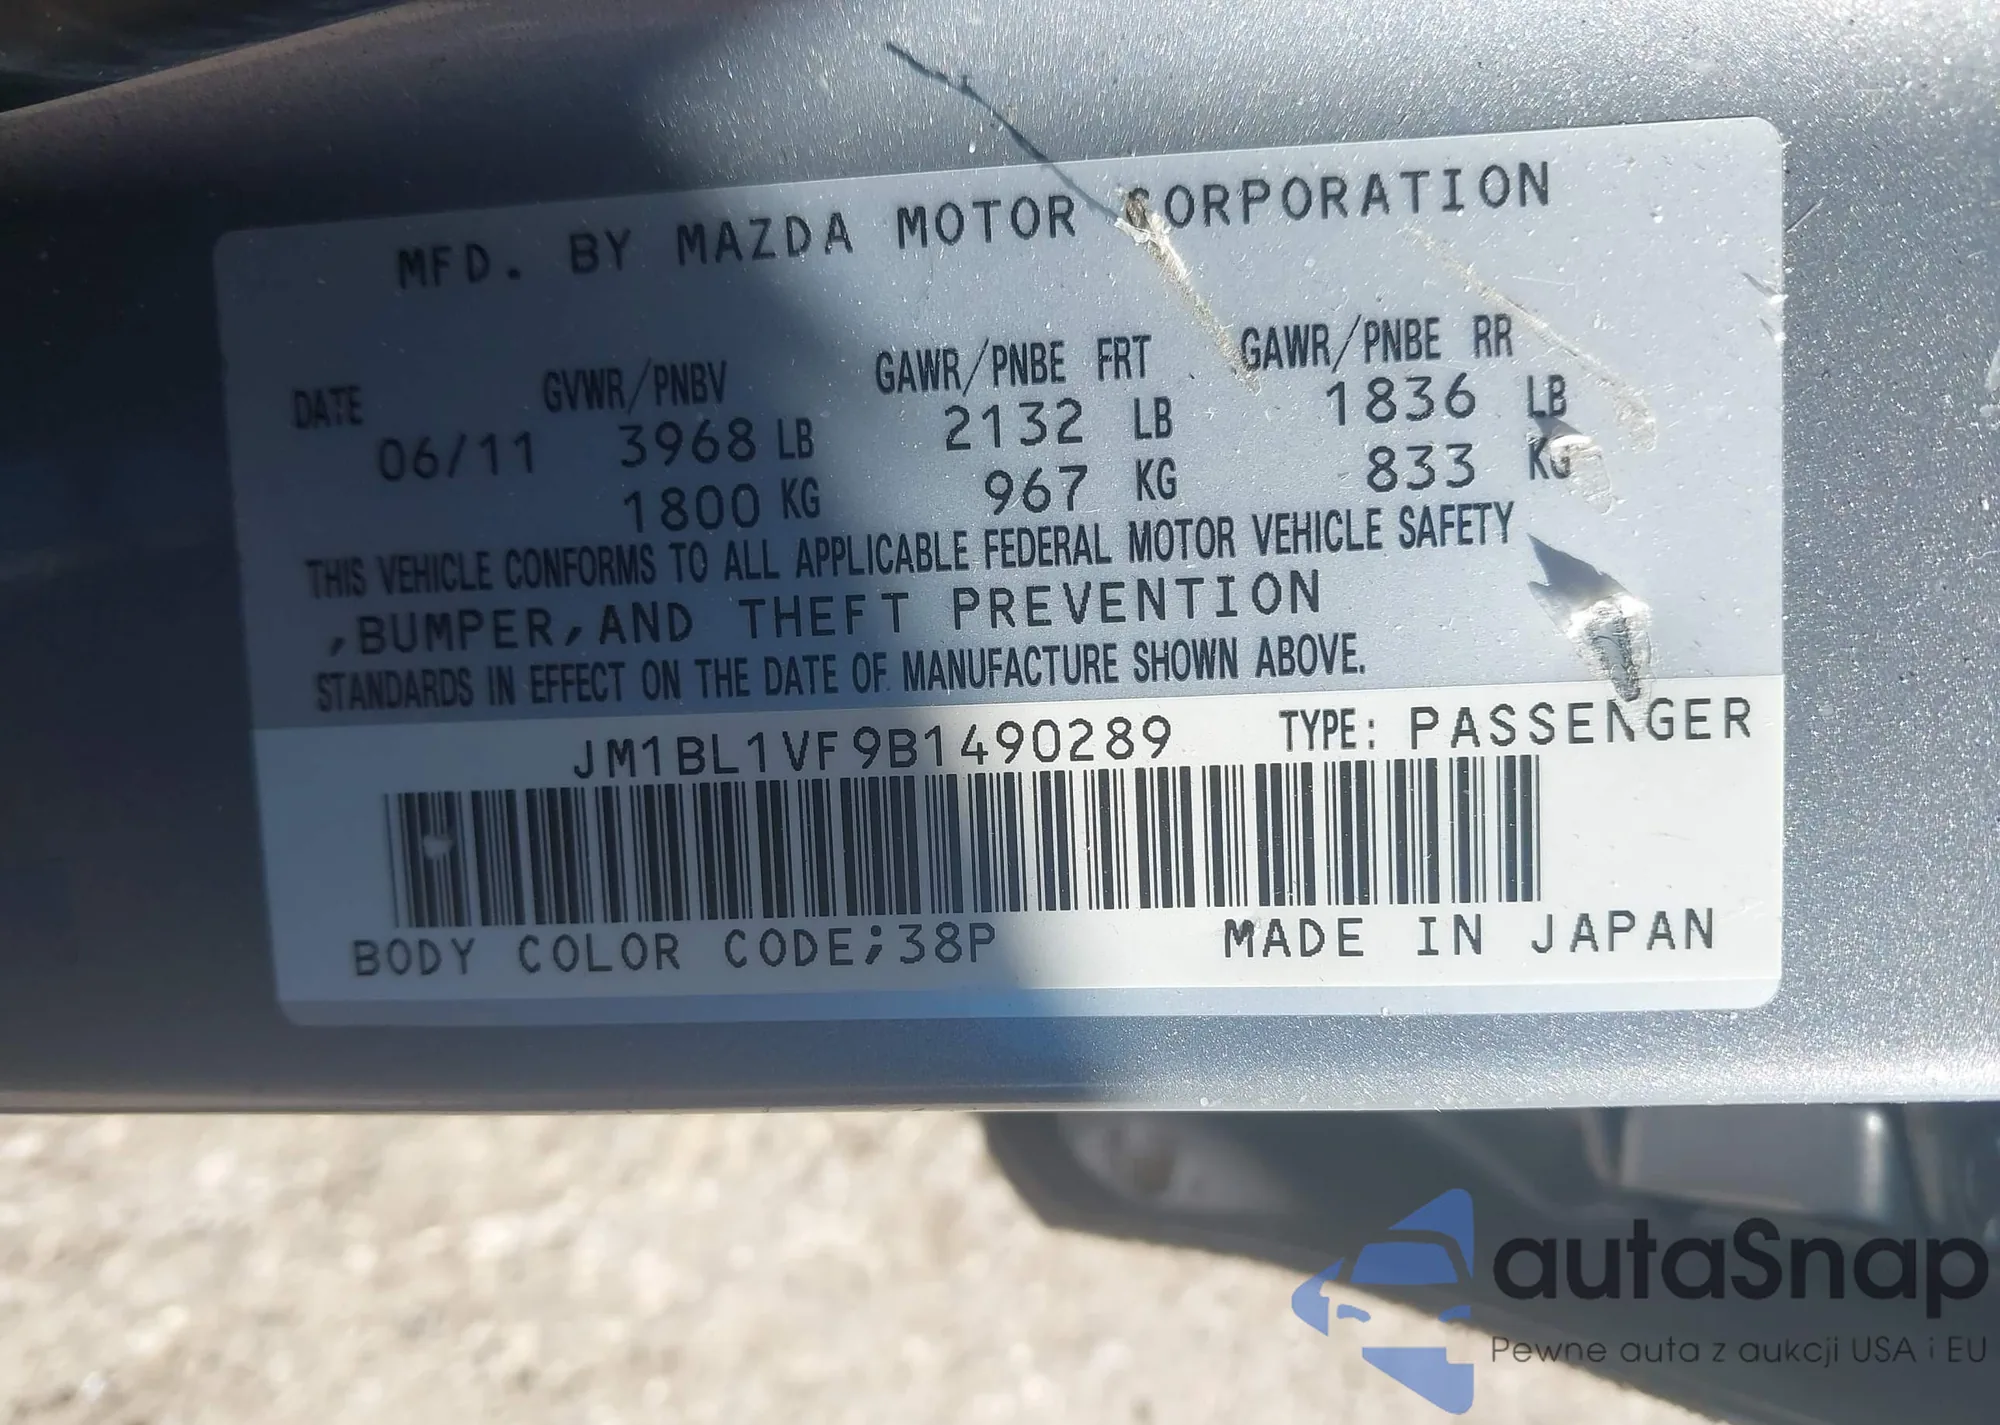 MFD. BY MAZDA MOTOR CORPORATION
DATE GVWR/PNBV GAWR/PNBE FRT GAWR/PNBE RR
06/11 3968 LB 2132 LB 1836 LB
1800 KG 967 KG 833 KG
THIS VEHICLE CONFORMS TO ALL APPLICABLE FEDERAL MOTOR VEHICLE SAFETY
,BUMPER,AND THEFT PREVENTION
STANDARDS IN EFFECT ON THE DATE OF MANUFACTURE SHOWN ABOVE.
JM1BL1VF9B1490289 TYPE: PASSENGER
BODY COLOR CODE;38P MADE IN JAPAN
autaSnap
Pewne auta z aukcji USA i EU